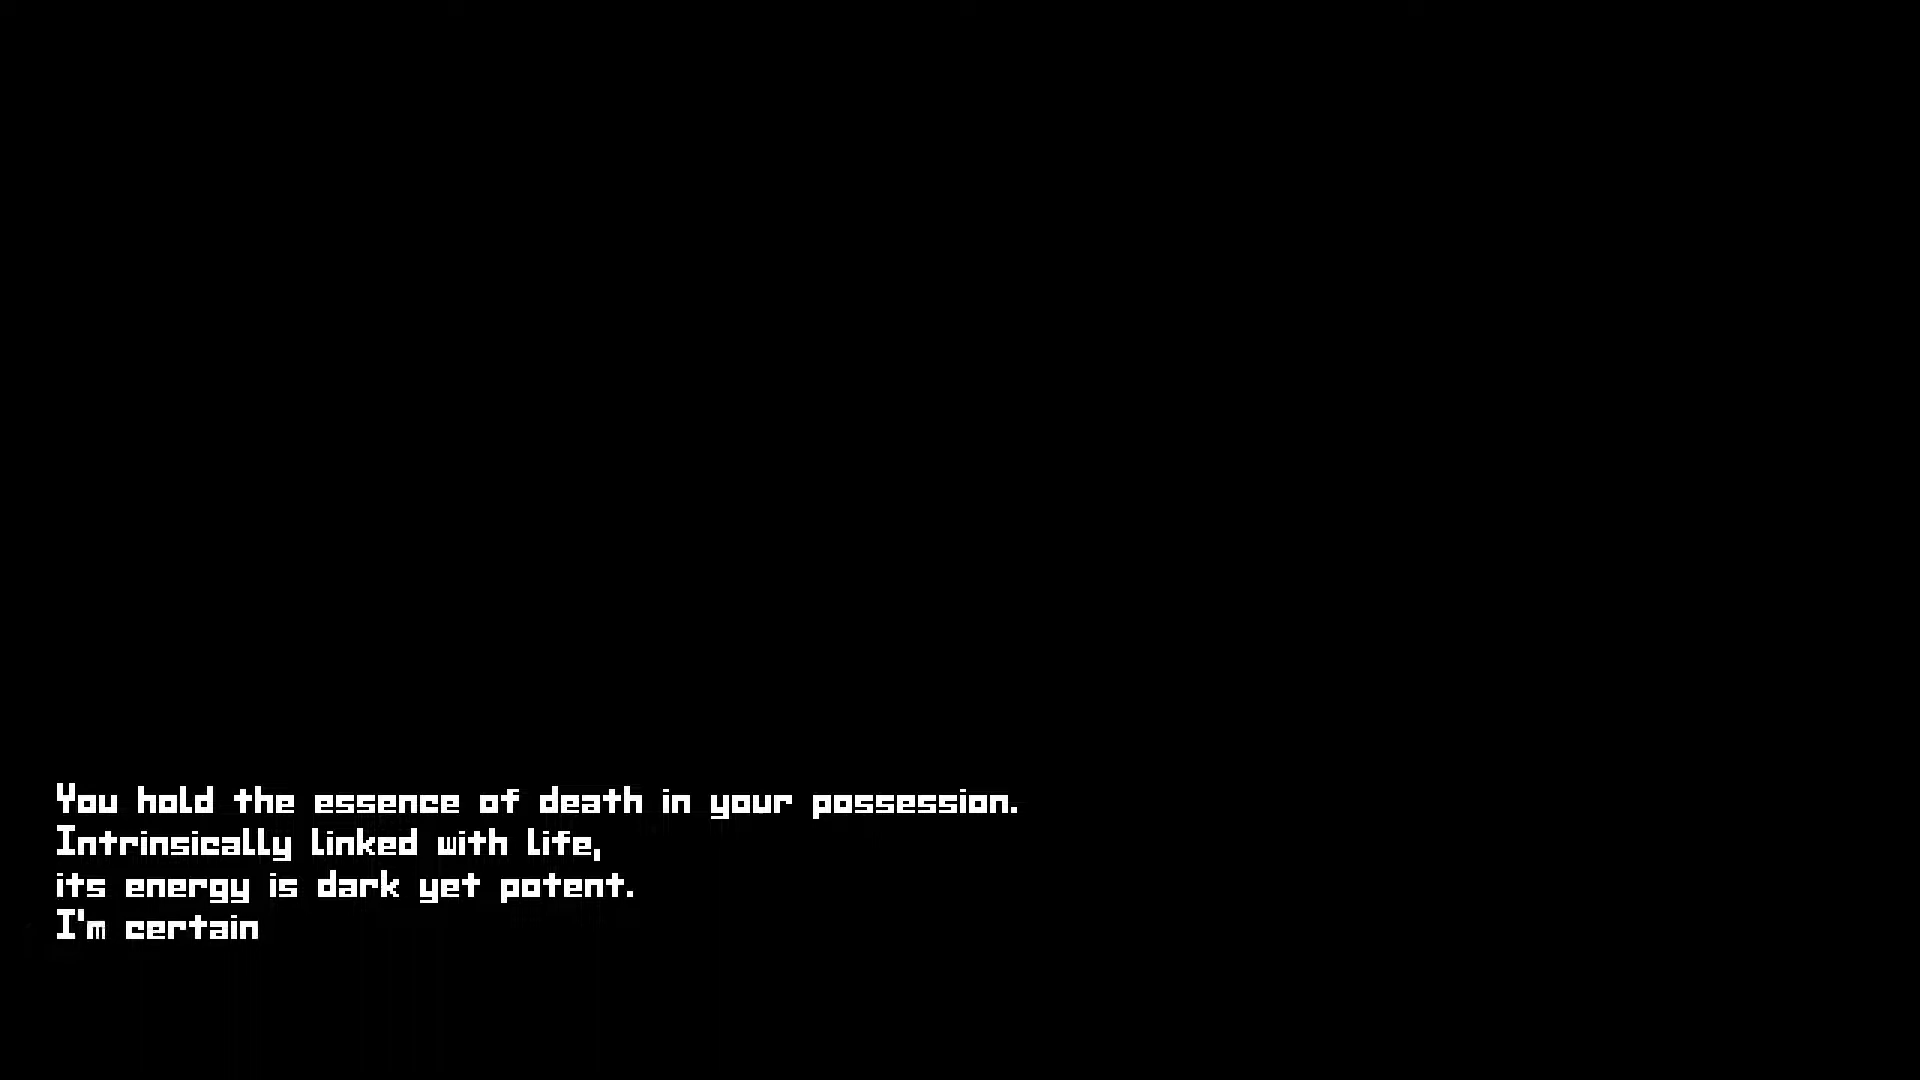 You hold the essence of death in your possession.
Intrinsically linked with life,
its energy is dark yet potent.
I'm certain